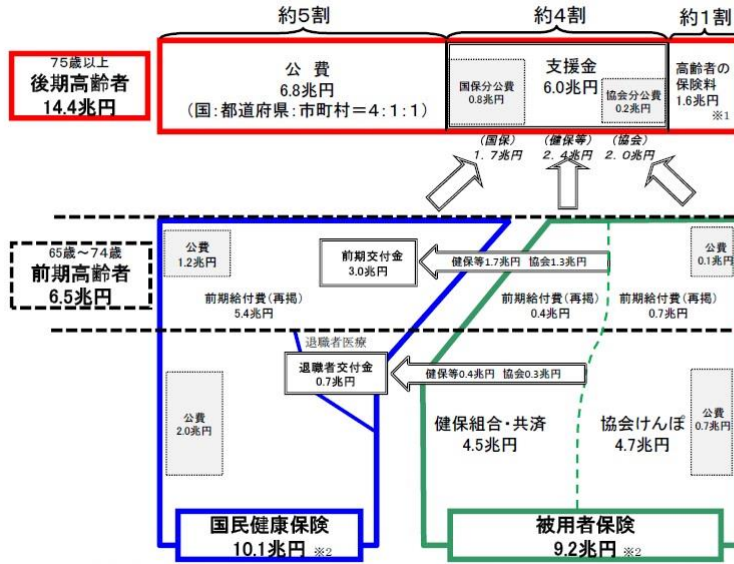 約5割
約4割
約1割
75歳以上
後期高齢者
14.4兆円
公 費
6.8兆円
(国:都道府県:市町村=4:1:1)
国保分公費
0.8兆円
支援金
6.0兆円
協会分公費
0.2兆円
高齢者の
保険料
1.6兆円
※1
(国保)
1.7兆円
(健保等)
2.4兆円
(協会)
2.0兆円
65歳~74歳
前期高齢者
6.5兆円
公費
1.2兆円
前期交付金
3.0兆円
健保等1.7兆円 協会1.3兆円
公費
0.1兆円
前期給付費(再掲)
5.4兆円
前期給付費(再掲)
0.4兆円
前期給付費(再掲)
0.7兆円
退職者医療
退職者交付金
0.7兆円
健保等0.4兆円 協会0.3兆円
公費
2.0兆円
健保組合・共済
4.5兆円
協会けんぽ
4.7兆円
公費
0.7兆円
国民健康保険
10.1兆円 ※2
被用者保険
9.2兆円 ※2